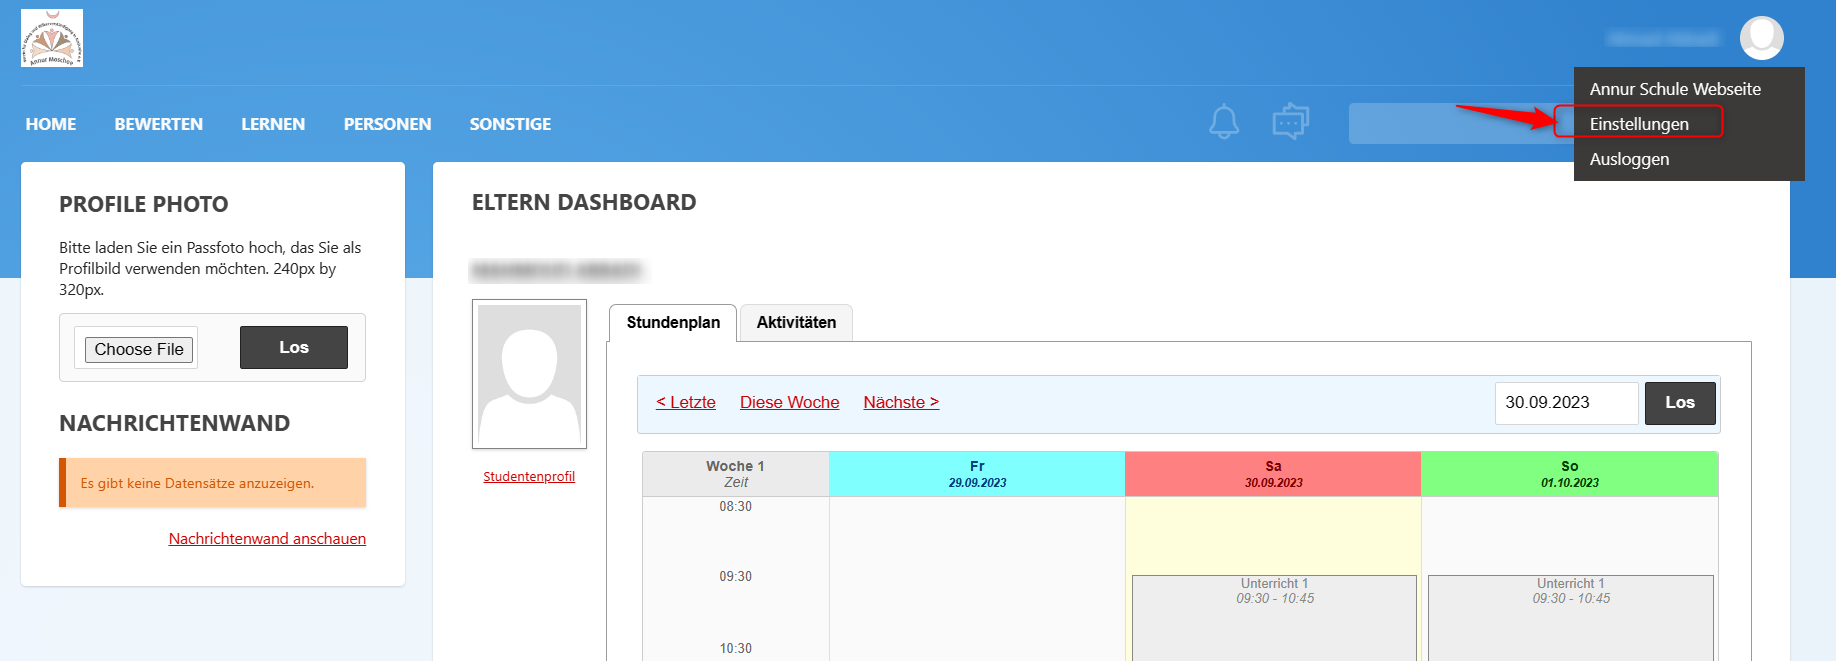 Annur Moschee
Annur Schule Webseite
Einstellungen
Ausloggen
HOME
BEWERTEN
LERNEN
PERSONEN
SONSTIGE
PROFILE PHOTO
Bitte laden Sie ein Passfoto hoch, das Sie als
Profilbild verwenden möchten. 240px by
320px.
Choose File
Los
NACHRICHTENWAND
Es gibt keine Datensätze anzuzeigen.
Nachrichtenwand anschauen
ELTERN DASHBOARD
Studentenprofil
Stundenplan
Aktivitäten
< Letzte
Diese Woche
Nächste >
30.09.2023
Los
Woche 1
Zeit
Fr
29.09.2023
Sa
30.09.2023
So
01.10.2023
08:30
09:30
Unterricht 1
09:30 - 10:45
Unterricht 1
09:30 - 10:45
10:30